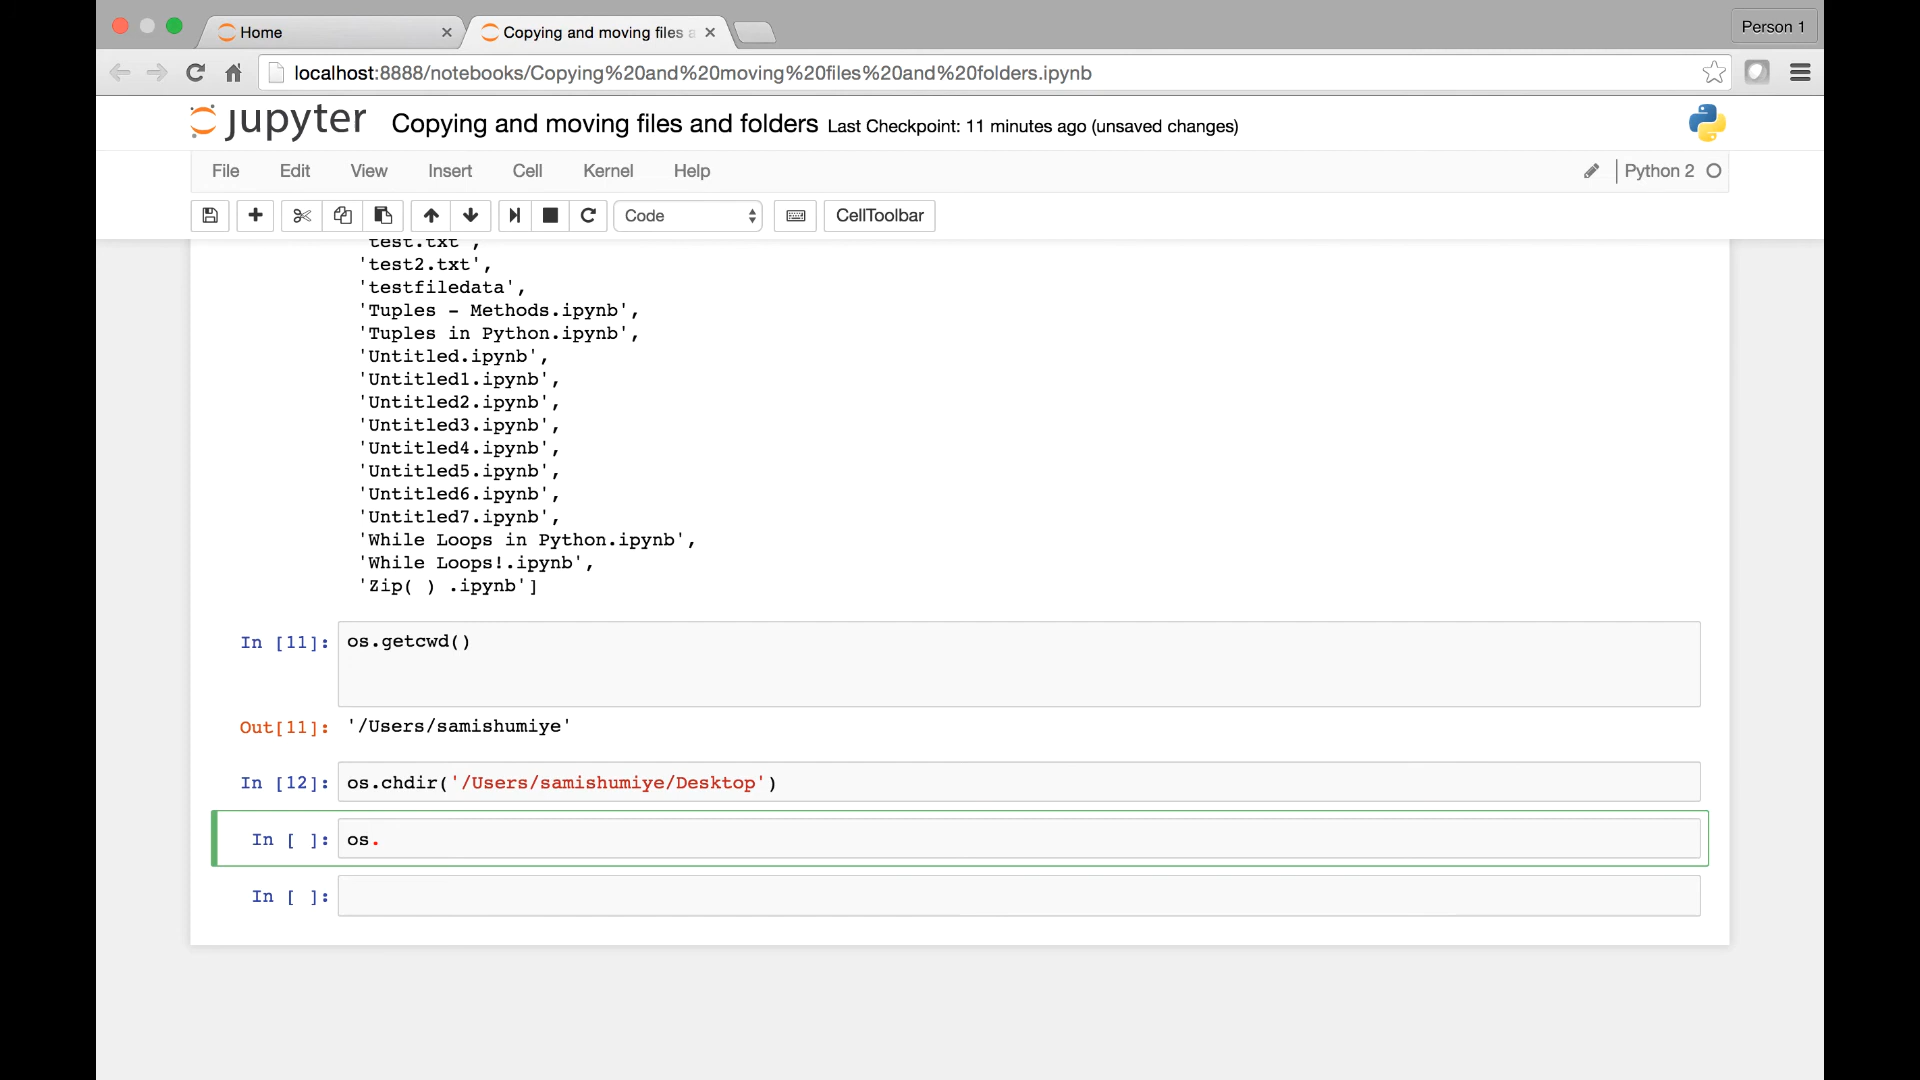 Home
Copying and moving files a
Person 1
localhost:8888/notebooks/Copying%20and%20moving%20files%20and%20folders.ipynb
jupyter Copying and moving files and folders Last Checkpoint: 11 minutes ago (unsaved changes)
File Edit View Insert Cell Kernel Help Python 2
Code CellToolbar
'test.txt',
'test2.txt',
'testfiledata',
'Tuples - Methods.ipynb',
'Tuples in Python.ipynb',
'Untitled.ipynb',
'Untitled1.ipynb',
'Untitled2.ipynb',
'Untitled3.ipynb',
'Untitled4.ipynb',
'Untitled5.ipynb',
'Untitled6.ipynb',
'Untitled7.ipynb',
'While Loops in Python.ipynb',
'While Loops!.ipynb',
'Zip( ) .ipynb']
In [11]: os.getcwd()
Out[11]: '/Users/samishumiye'
In [12]: os.chdir('/Users/samishumiye/Desktop')
In [ ]: os.
In [ ]: